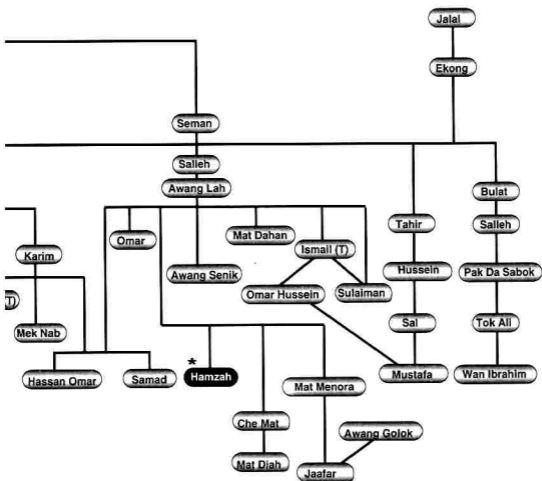 Jalal
Ekong
Seman
Salleh
Awang Lah
Bulat
Tahir
Salleh
Omar
Mat Dahan
Ismail (T)
Karim
Awang Senik
Hussein
Pak Da Sabok
Omar Hussein
Sulaiman
T)
Mek Nab
Sal
Tok Ali
*
Hassan Omar
Samad
Hamzah
Mat Menora
Mustafa
Wan Ibrahim
Che Mat
Awang Golok
Mat Diah
Jaafar